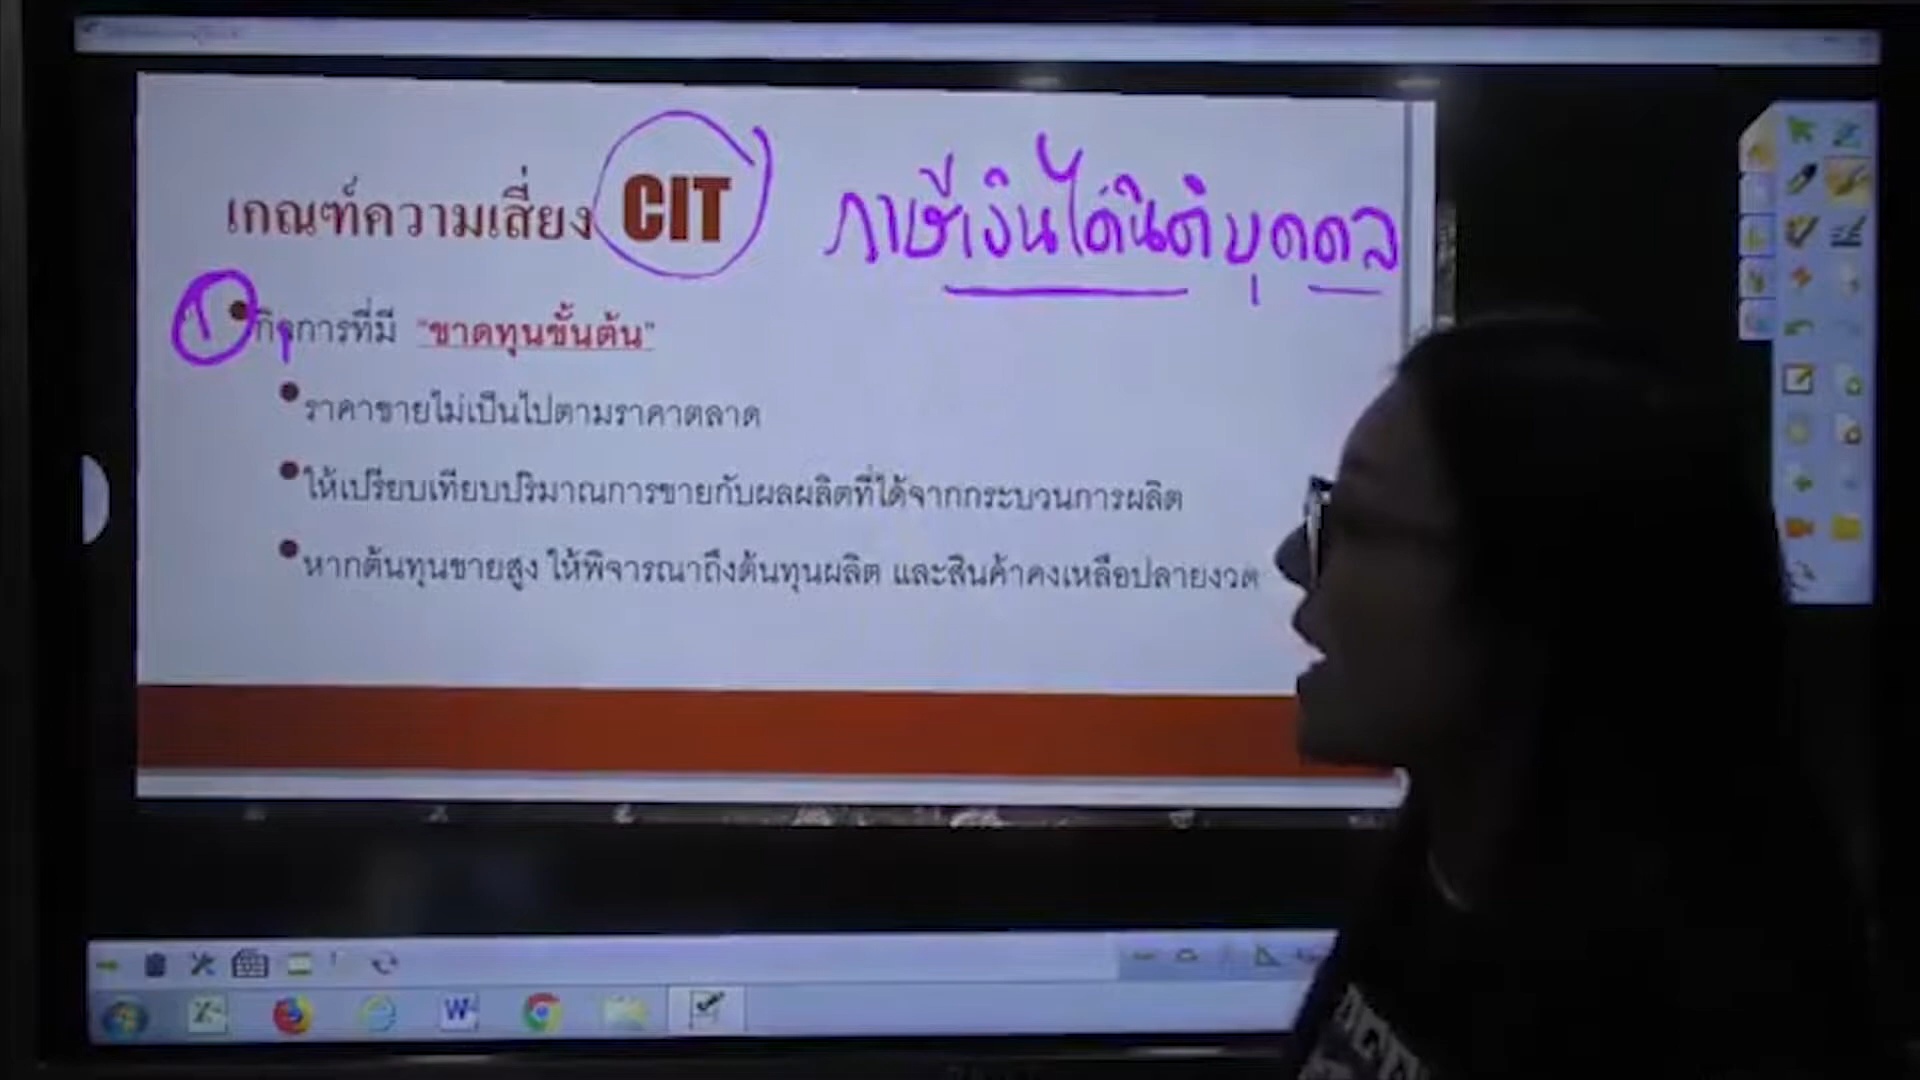 เกณฑ์ความเสี่ยง CIT ภาษีเงินได้นิติบุคคล
1 กิจการที่มี "ขาดทุนขั้นต้น"
ราคาขายไม่เป็นไปตามราคาตลาด
ให้เปรียบเทียบปริมาณการขายกับผลผลิตที่ได้จากกระบวนการผลิต
หากต้นทุนขายสูง ให้พิจารณาถึงต้นทุนผลิต และสินค้าคงเหลือปลายงวด